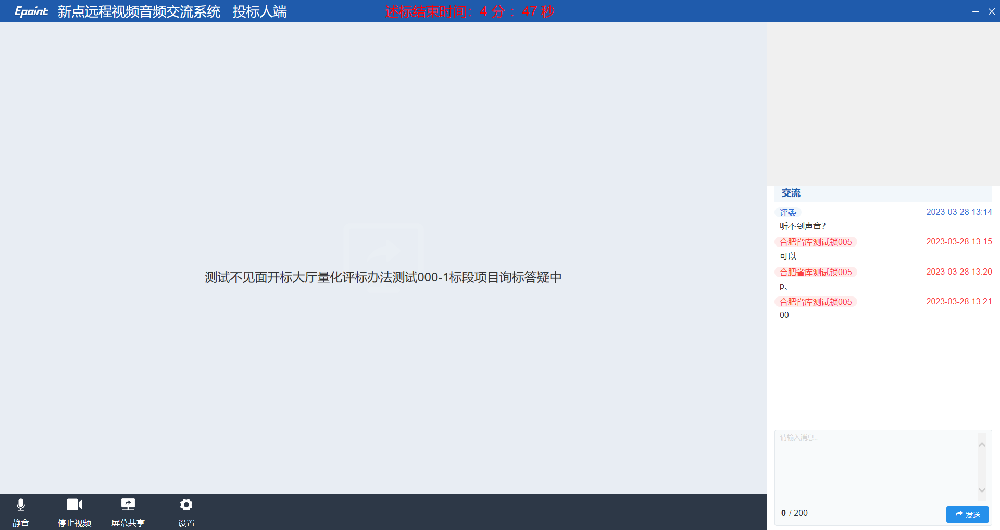 Epoint 新点远程视频音频交流系统 投标人端
述标结束时间：4 分：47 秒
测试不见面开标大厅量化评标办法测试000-1标段项目询标答疑中
交流
评委 2023-03-28 13:14
听不到声音?
合肥省库测试锁005 2023-03-28 13:15
可以
合肥省库测试锁005 2023-03-28 13:20
p、
合肥省库测试锁005 2023-03-28 13:21
00
请输入消息...
0 / 200
发送
静音 停止视频 屏幕共享 设置